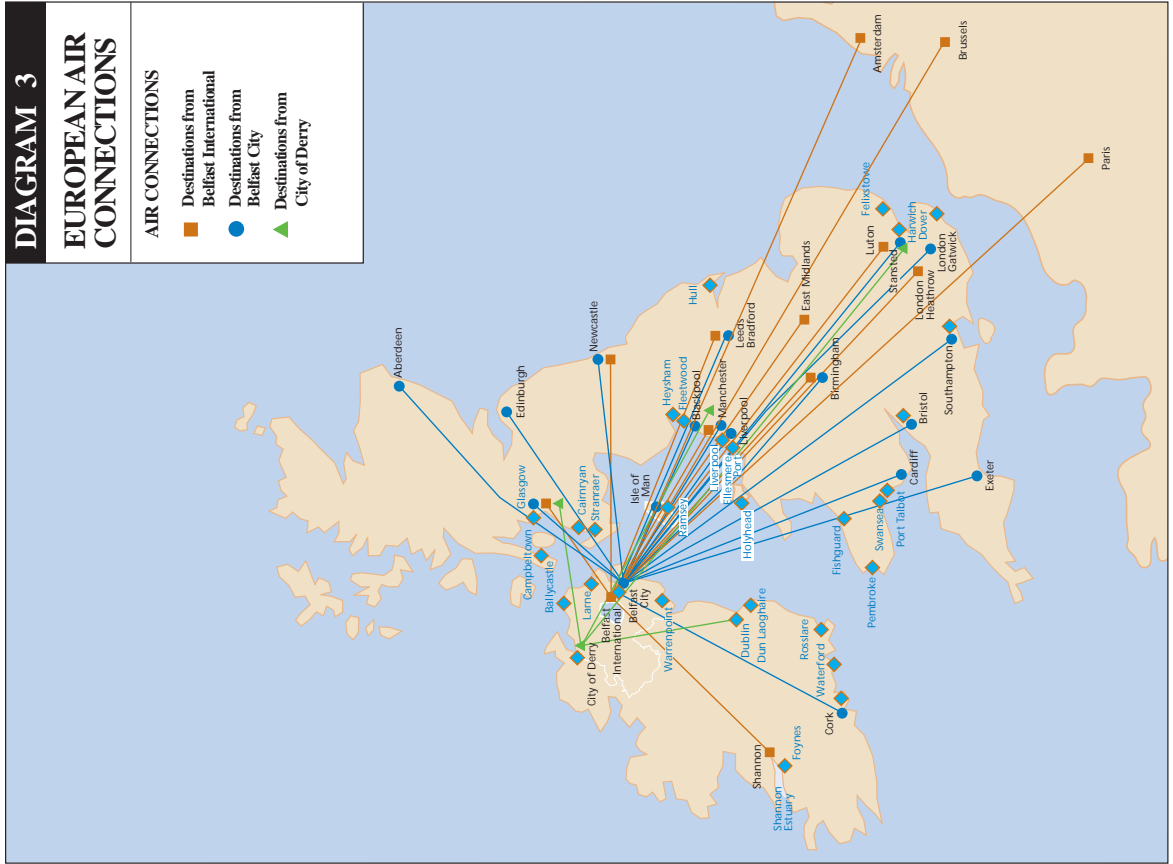 DIAGRAM 3
EUROPEAN AIR
CONNECTIONS
AIR CONNECTIONS
Destinations from
Belfast International
Destinations from
Belfast City
Destinations from
City of Derry
Aberdeen
Edinburgh
Glasgow
Campbeltown
Ballycastle
Cairnryan
Stranraer
Larne
Newcastle
City of Derry
Belfast
International
Belfast
City
Warrenpoint
Isle of
Man
Ramsey
Heysham
Fleetwood
Blackpool
Hull
Leeds
Bradford
Manchester
Liverpool
Liverpool
Ellesmere
Port
Holyhead
Dublin
Dun Laoghaire
Rosslare
Waterford
Cork
Shannon
Foynes
Shannon
Estuary
East Midlands
Birmingham
Fishguard
Pembroke
Swansea
Port Talbot
Cardiff
Bristol
Exeter
Southampton
Luton
Stansted
Felixstowe
Harwich
Dover
London
Heathrow
London
Gatwick
Amsterdam
Brussels
Paris